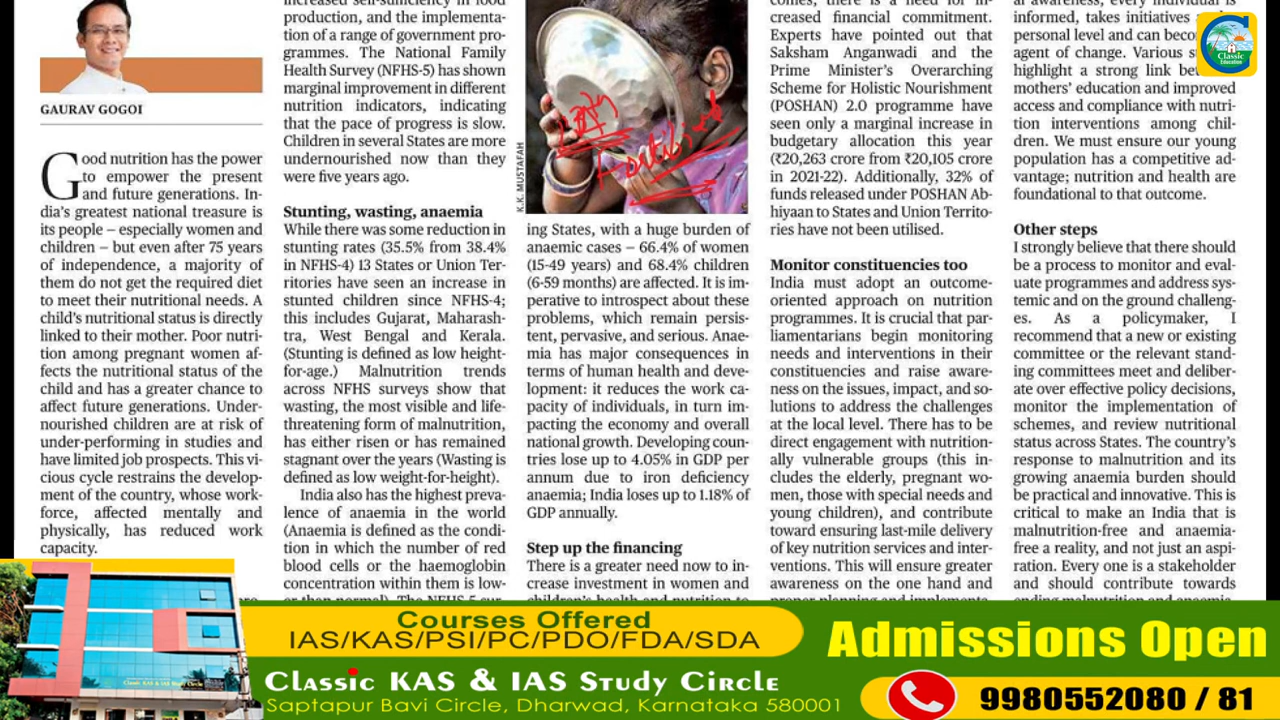 GAURAV GOGOI
Good nutrition has the power
to empower the present
and future generations. In-
dia's greatest national treasure is
its people – especially women and
children – but even after 75 years
of independence, a majority of
them do not get the required diet
to meet their nutritional needs. A
child's nutritional status is directly
linked to their mother. Poor nutri-
tion among pregnant women af-
fects the nutritional status of the
child and has a greater chance to
affect future generations. Under-
nourished children are at risk of
under-performing in studies and
have limited job prospects. This vi-
cious cycle restrains the develop-
ment of the country, whose work-
force, affected mentally and
physically, has reduced work
capacity.
increased self-sufficiency in food
production, and the implementa-
tion of a range of government pro-
grammes. The National Family
Health Survey (NFHS-5) has shown
marginal improvement in different
nutrition indicators, indicating
that the pace of progress is slow.
Children in several States are more
undernourished now than they
were five years ago.
Stunting, wasting, anaemia
While there was some reduction in
stunting rates (35.5% from 38.4%
in NFHS-4) 13 States or Union Ter-
ritories have seen an increase in
stunted children since NFHS-4;
this includes Gujarat, Maharash-
tra, West Bengal and Kerala.
(Stunting is defined as low height-
for-age.) Malnutrition trends
across NFHS surveys show that
wasting, the most visible and life-
threatening form of malnutrition,
has either risen or has remained
stagnant over the years (Wasting is
defined as low weight-for-height).
India also has the highest preva-
lence of anaemia in the world
(Anaemia is defined as the condi-
tion in which the number of red
blood cells or the haemoglobin
concentration within them is low-
er than normal). The NFHS-5 sur-
K.K. MUSTAFAH
ing States, with a huge burden of
anaemic cases – 66.4% of women
(15-49 years) and 68.4% children
(6-59 months) are affected. It is im-
perative to introspect about these
problems, which remain persis-
tent, pervasive, and serious. Anae-
mia has major consequences in
terms of human health and deve-
lopment: it reduces the work ca-
pacity of individuals, in turn im-
pacting the economy and overall
national growth. Developing coun-
tries lose up to 4.05% in GDP per
annum due to iron deficiency
anaemia; India loses up to 1.18% of
GDP annually.
Step up the financing
There is a greater need now to in-
crease investment in women and
children's health and nutrition to
comes, there is a need for in-
creased financial commitment.
Experts have pointed out that
Saksham Anganwadi and the
Prime Minister's Overarching
Scheme for Holistic Nourishment
(POSHAN) 2.0 programme have
seen only a marginal increase in
budgetary allocation this year
(₹20,263 crore from ₹20,105 crore
in 2021-22). Additionally, 32% of
funds released under POSHAN Ab-
hiyaan to States and Union Territo-
ries have not been utilised.
Monitor constituencies too
India must adopt an outcome-
oriented approach on nutrition
programmes. It is crucial that par-
liamentarians begin monitoring
needs and interventions in their
constituencies and raise aware-
ness on the issues, impact, and so-
lutions to address the challenges
at the local level. There has to be
direct engagement with nutrition-
ally vulnerable groups (this in-
cludes the elderly, pregnant wo-
men, those with special needs and
young children), and contribute
toward ensuring last-mile delivery
of key nutrition services and inter-
ventions. This will ensure greater
awareness on the one hand and
proper planning and implementa-
al awareness, every individual is
informed, takes initiatives
personal level and can
agent of change. Various
highlight a strong link
mothers' education and improved
access and compliance with nutri-
tion interventions among chil-
dren. We must ensure our young
population has a competitive ad-
vantage; nutrition and health are
foundational to that outcome.
Other steps
I strongly believe that there should
be a process to monitor and eval-
uate programmes and address sys-
temic and on the ground challeng-
es. As a policymaker, I
recommend that a new or existing
committee or the relevant stand-
ing committees meet and deliber-
ate over effective policy decisions,
monitor the implementation of
schemes, and review nutritional
status across States. The country's
response to malnutrition and its
growing anaemia burden should
be practical and innovative. This is
critical to make an India that is
malnutrition-free and anaemia-
free a reality, and not just an aspi-
ration. Every one is a stakeholder
and should contribute towards
ending malnutrition and anaemia
Classic
Education
Classic KAS & IAS Study Circle
Courses Offered
IAS/KAS/PSI/PC/PDO/FDA/SDA
Classic KAS & IAS Study Circle
Saptapur Bavi Circle, Dharwad, Karnataka 580001
Admissions Open
9980552080 / 81